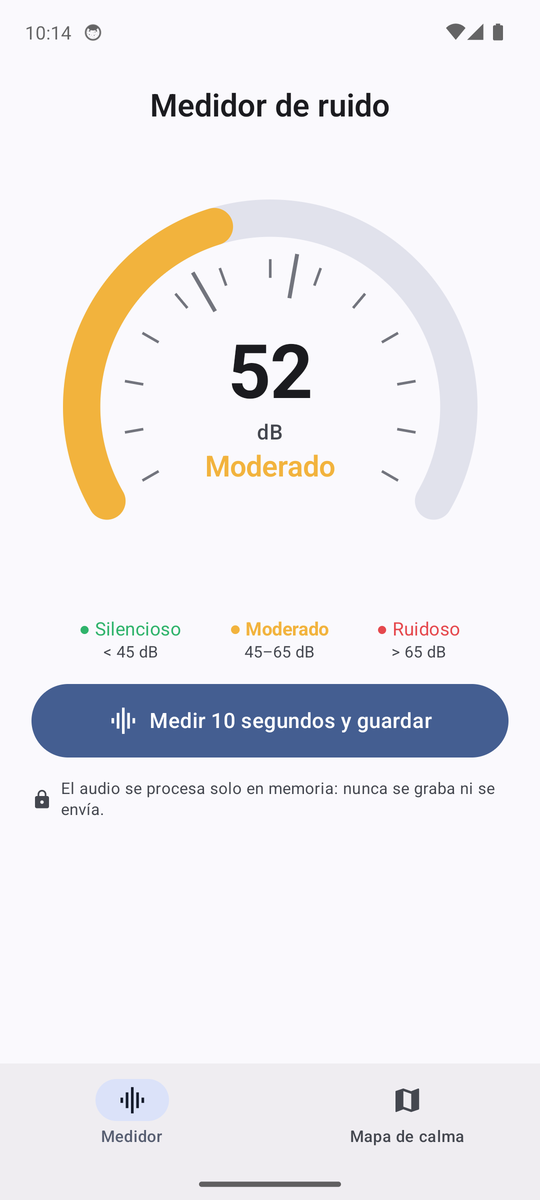 10:14
Medidor de ruido
52
dB
Moderado
Silencioso
< 45 dB
Moderado
45–65 dB
Ruidoso
> 65 dB
Medir 10 segundos y guardar
El audio se procesa solo en memoria: nunca se graba ni se
envía.
Medidor
Mapa de calma